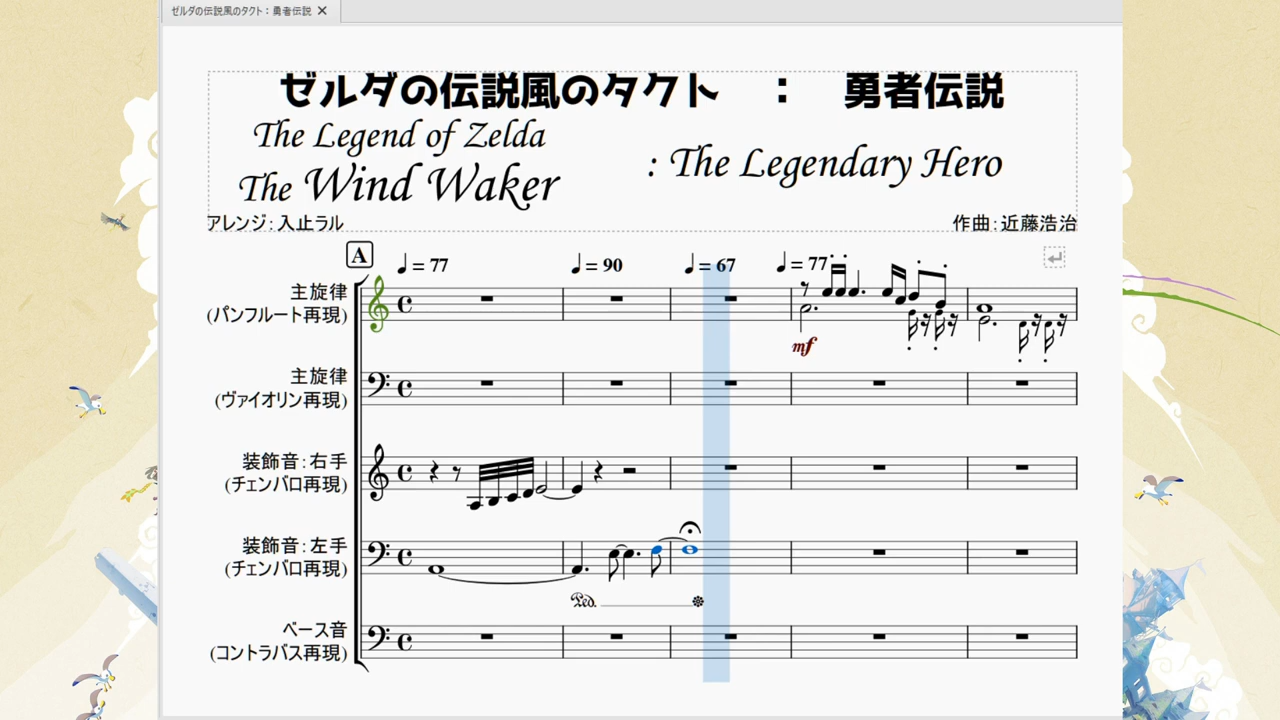 ゼルダの伝説風のタクト：勇者伝説 ×
ゼルダの伝説風のタクト ： 勇者伝説
The Legend of Zelda
The Wind Waker : The Legendary Hero
アレンジ：入止ラル 作曲：近藤浩治
A
♩= 77 ♩= 90 ♩= 67 ♩= 77
主旋律
(パンフルート再現)
mf
主旋律
(ヴァイオリン再現)
装飾音：右手
(チェンバロ再現)
装飾音：左手
(チェンバロ再現)
Ped.
ベース音
(コントラバス再現)